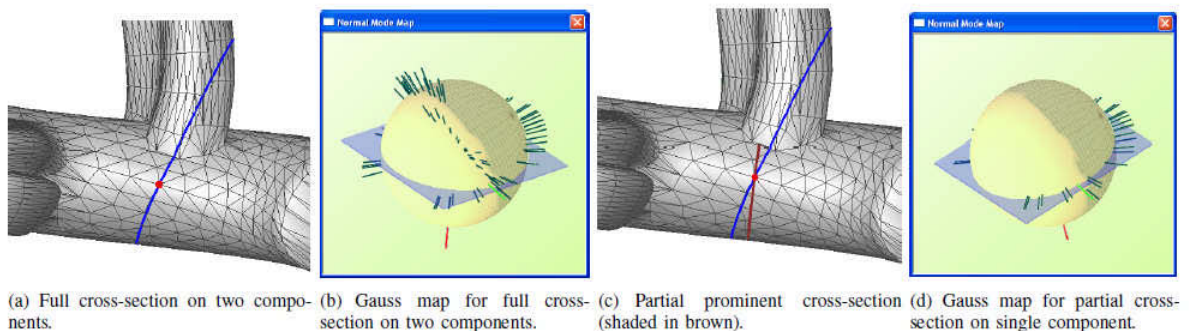 Normal Mode Map
Normal Mode Map
(a) Full cross-section on two compo-
nents.
(b) Gauss map for full cross-
section on two components.
(c) Partial prominent cross-section
(shaded in brown).
(d) Gauss map for partial cross-
section on single component.